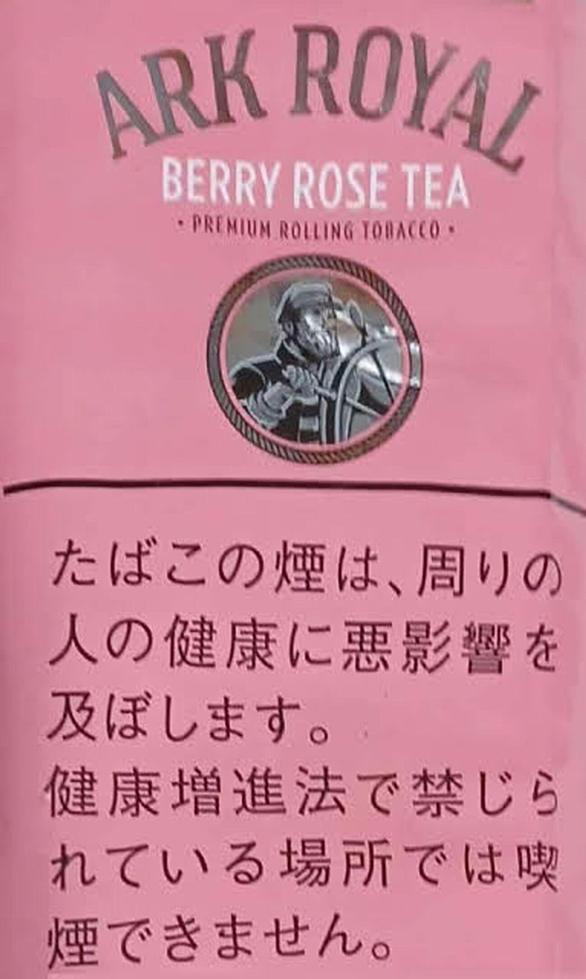 ARK ROYAL
BERRY ROSE TEA
• PREMIUM ROLLING TOBACCO •
たばこの煙は、周りの
人の健康に悪影響を
及ぼします。
健康増進法で禁じら
れている場所では喫
煙できません。